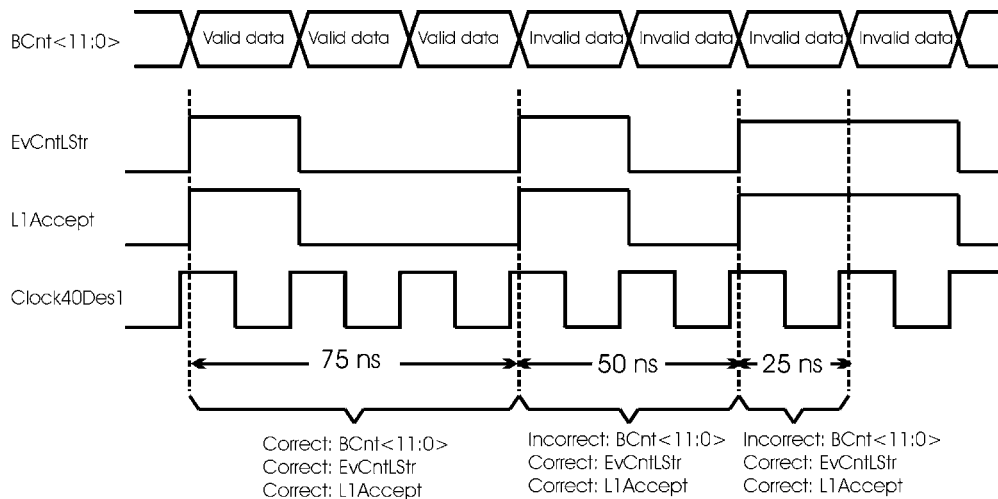 BCnt<11:0> Valid data Valid data Valid data Invalid data Invalid data Invalid data Invalid data
EvCntLStr
L1Accept
Clock40Des1
75 ns 50 ns 25 ns
Correct: BCnt<11:0> Incorrect: BCnt<11:0> Incorrect: BCnt<11:0>
Correct: EvCntLStr Correct: EvCntLStr Correct: EvCntLStr
Correct: L1Accept Correct: L1Accept Correct: L1Accept